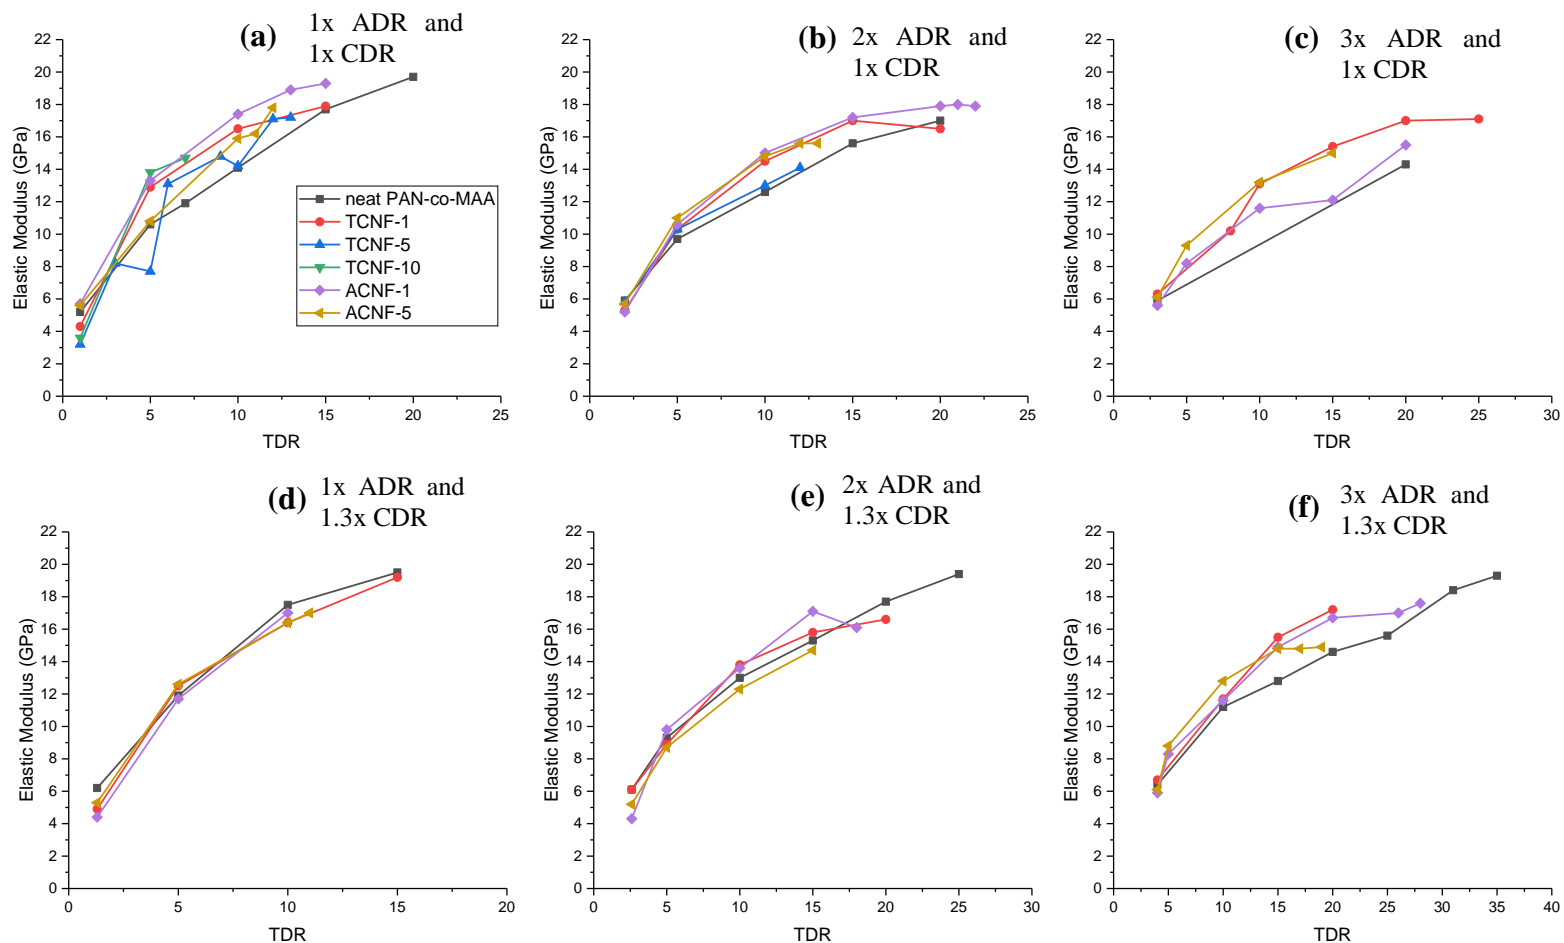 (a)
1x ADR and
1x CDR
22
20
18
16
14
12
10
8
6
4
2
0
Elastic Modulus (GPa)
neat PAN-co-MAA
TCNF-1
TCNF-5
TCNF-10
ACNF-1
ACNF-5
0 5 10 15 20 25
TDR
(b)
2x ADR and
1x CDR
22
20
18
16
14
12
10
8
6
4
2
0
Elastic Modulus (GPa)
0 5 10 15 20 25
TDR
(c)
3x ADR and
1x CDR
22
20
18
16
14
12
10
8
6
4
2
0
Elastic Modulus (GPa)
0 5 10 15 20 25 30
TDR
(d)
1x ADR and
1.3x CDR
22
20
18
16
14
12
10
8
6
4
2
0
Elastic Modulus (GPa)
0 5 10 15 20
TDR
(e)
2x ADR and
1.3x CDR
22
20
18
16
14
12
10
8
6
4
2
0
Elastic Modulus (GPa)
0 5 10 15 20 25 30
TDR
(f)
3x ADR and
1.3x CDR
22
20
18
16
14
12
10
8
6
4
2
0
Elastic Modulus (GPa)
0 5 10 15 20 25 30 35 40
TDR